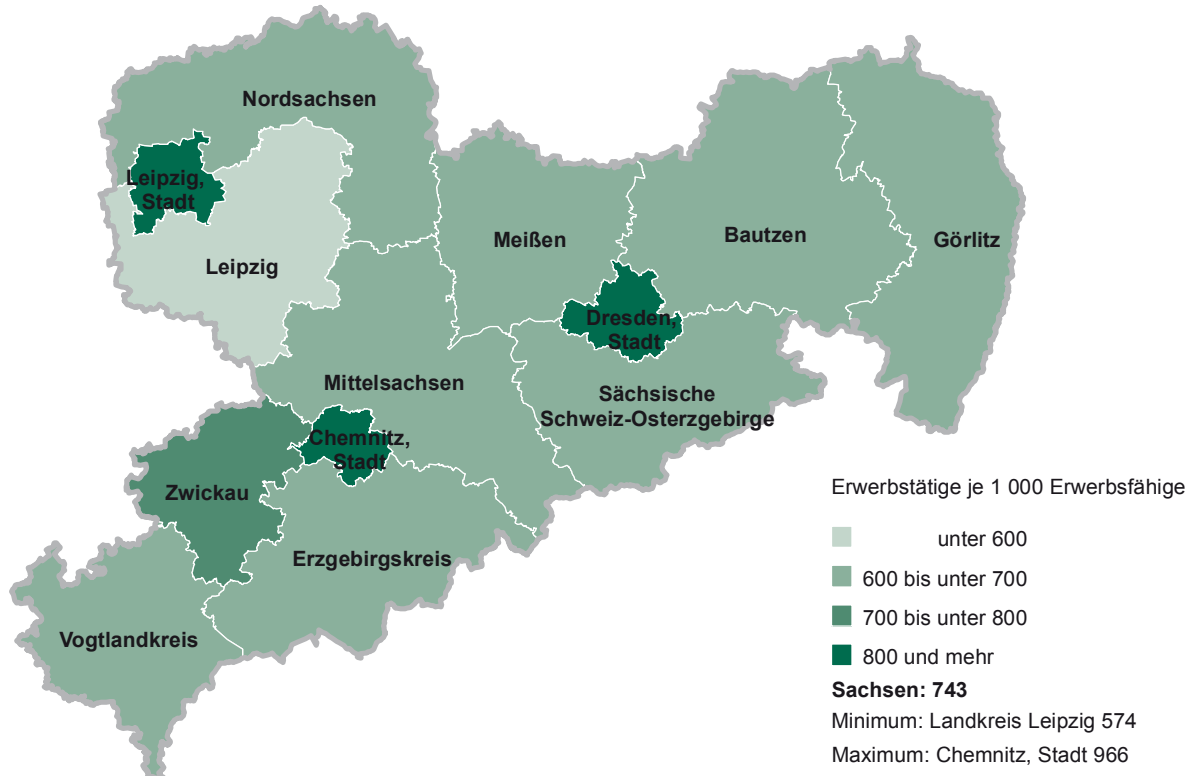 Nordsachsen
Leipzig,
Stadt
Leipzig
Meißen
Bautzen
Görlitz
Dresden,
Stadt
Mittelsachsen
Sächsische
Schweiz-Osterzgebirge
Chemnitz,
Stadt
Zwickau
Erzgebirgskreis
Vogtlandkreis
Erwerbstätige je 1 000 Erwerbsfähige
unter 600
600 bis unter 700
700 bis unter 800
800 und mehr
Sachsen: 743
Minimum: Landkreis Leipzig 574
Maximum: Chemnitz, Stadt 966